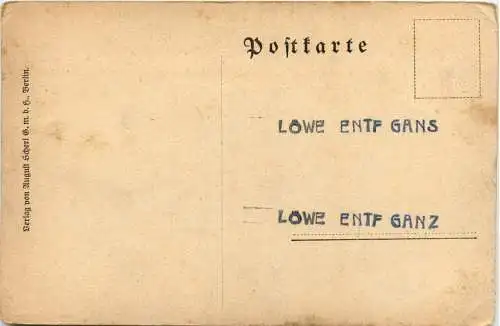 Postkarte
LÖWE ENTF GANS
LÖWE ENTF GANZ
Verlag von August Scherl G. m. b. H., Berlin.